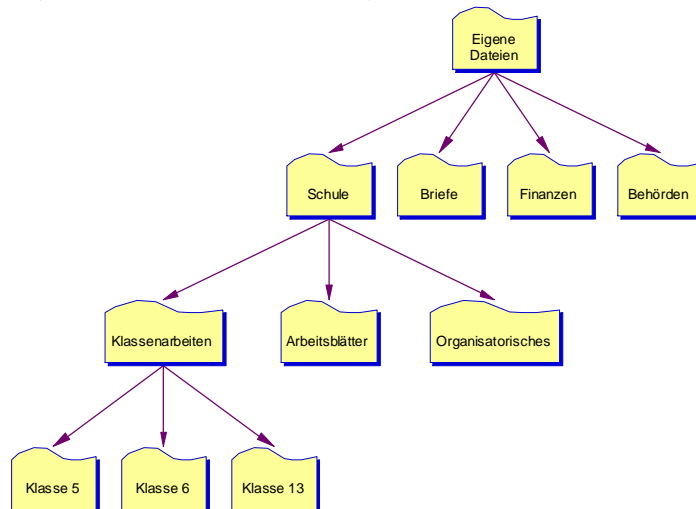 Eigene
Dateien
Schule
Briefe
Finanzen
Behörden
Klassenarbeiten
Arbeitsblätter
Organisatorisches
Klasse 5
Klasse 6
Klasse 13